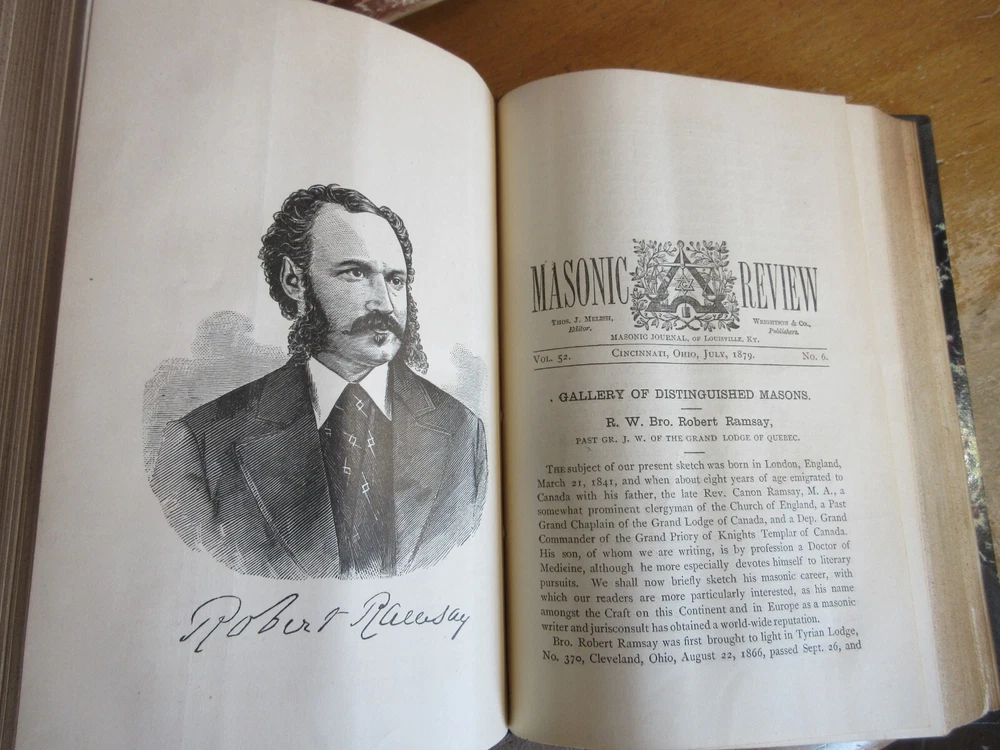 Robert Ramsay
MASONIC REVIEW
THOS. J. MELISH,
Editor.
WRIGHTSON & CO.,
Publishers.
MASONIC JOURNAL, OF LOUISVILLE, KY.
VOL. 52. CINCINNATI, OHIO, JULY, 1879. No. 6.
GALLERY OF DISTINGUISHED MASONS.
R. W. Bro. Robert Ramsay,
PAST GR. J. W. OF THE GRAND LODGE OF QUEBEC.
THE subject of our present sketch was born in London, England,
March 21, 1841, and when about eight years of age emigrated to
Canada with his father, the late Rev. Canon Ramsay, M. A., a
somewhat prominent clergyman of the Church of England, a Past
Grand Chaplain of the Grand Lodge of Canada, and a Dep. Grand
Commander of the Grand Priory of Knights Templar of Canada.
His son, of whom we are writing, is by profession a Doctor of
Medicine, although he more especially devotes himself to literary
pursuits. We shall now briefly sketch his masonic career, with
which our readers are more particularly interested, as his name
amongst the Craft on this Continent and in Europe as a masonic
writer and jurisconsult has obtained a world-wide reputation.
Bro. Robert Ramsay was first brought to light in Tyrian Lodge,
No. 370, Cleveland, Ohio, August 22, 1866, passed Sept. 26, and